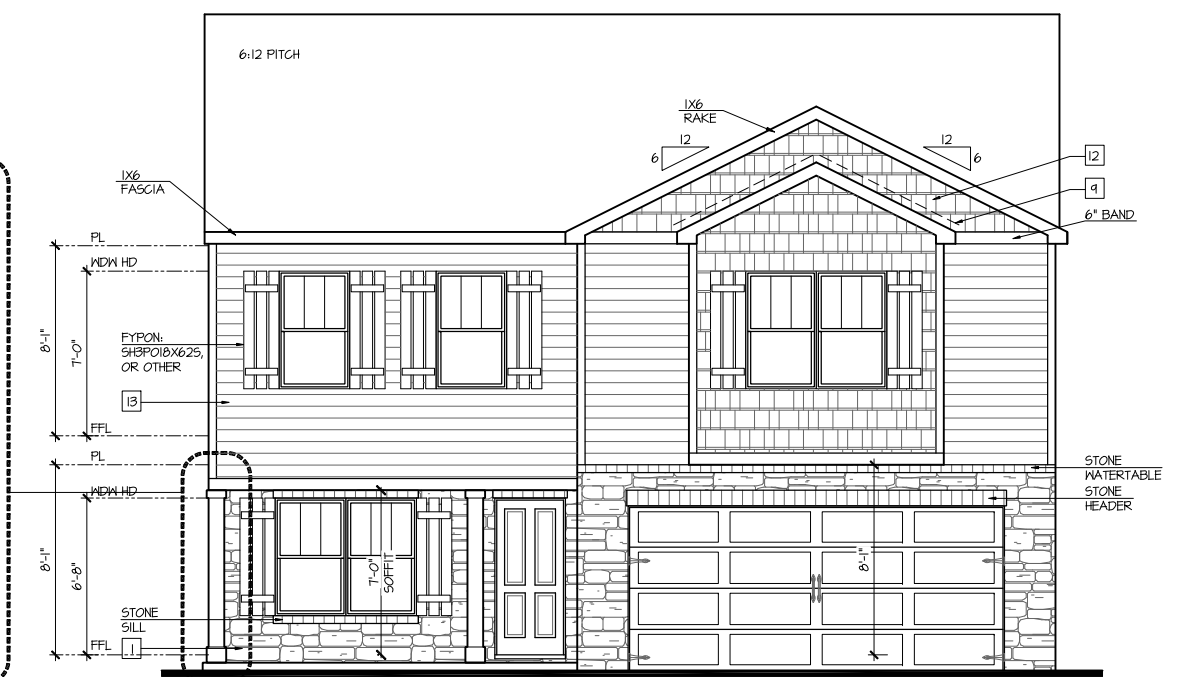 6:12 PITCH
1X6
RAKE
12
6
12
6
12
9
6" BAND
1X6
FASCIA
PL
WDW HD
8'-1"
7'-0"
FYPON:
SH3PO18X62S,
OR OTHER
13
FFL
PL
WDW HD
STONE
WATERTABLE
STONE
HEADER
8'-1"
6'-8"
7'-0"
SOFFIT
8'-1"
STONE
SILL
FFL
1